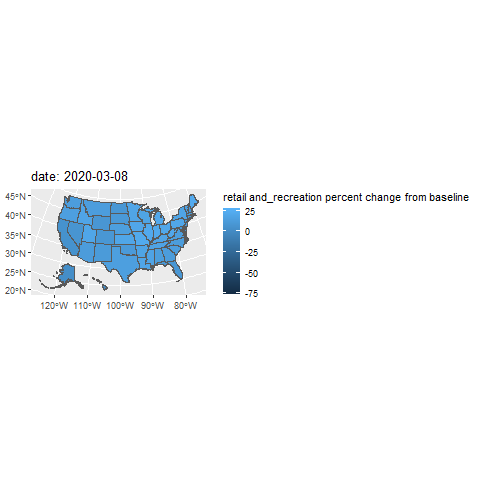 date: 2020-03-08
retail and_recreation percent change from baseline
45°N
40°N
35°N
30°N
25°N
20°N
120°W 110°W 100°W 90°W 80°W
25
0
-25
-50
-75